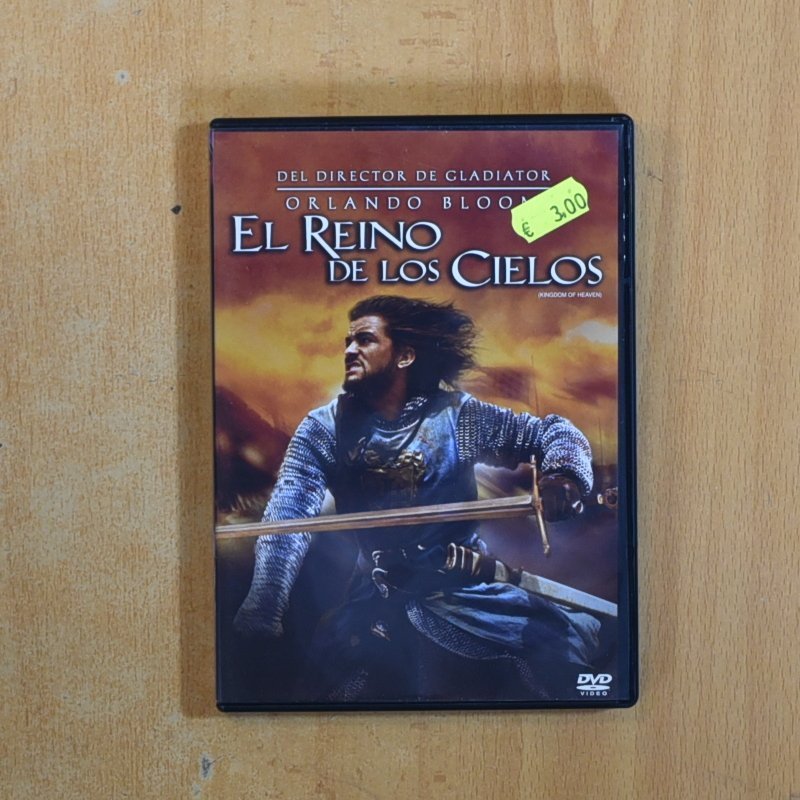 DEL DIRECTOR DE GLADIATOR
ORLANDO BLOOM
€ 3,00
EL REINO
DE LOS CIELOS
(KINGDOM OF HEAVEN)
DVD
VIDEO